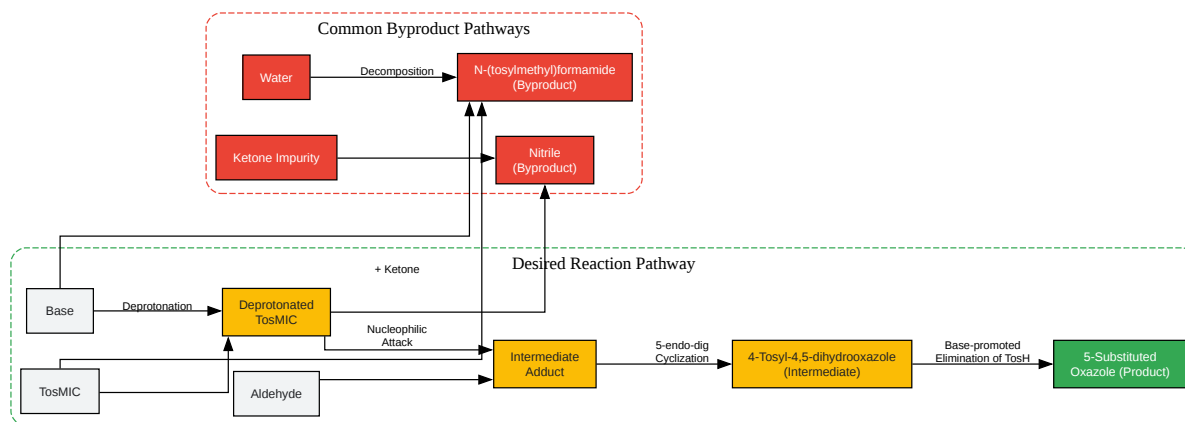 Common Byproduct Pathways
Water
Decomposition
N-(tosylmethyl)formamide
(Byproduct)
Ketone Impurity
Nitrile
(Byproduct)
Desired Reaction Pathway
+ Ketone
Base
Deprotonation
Deprotonated
TosMIC
Nucleophilic
Attack
TosMIC
Aldehyde
Intermediate
Adduct
5-endo-dig
Cyclization
4-Tosyl-4,5-dihydrooxazole
(Intermediate)
Base-promoted
Elimination of TosH
5-Substituted
Oxazole (Product)